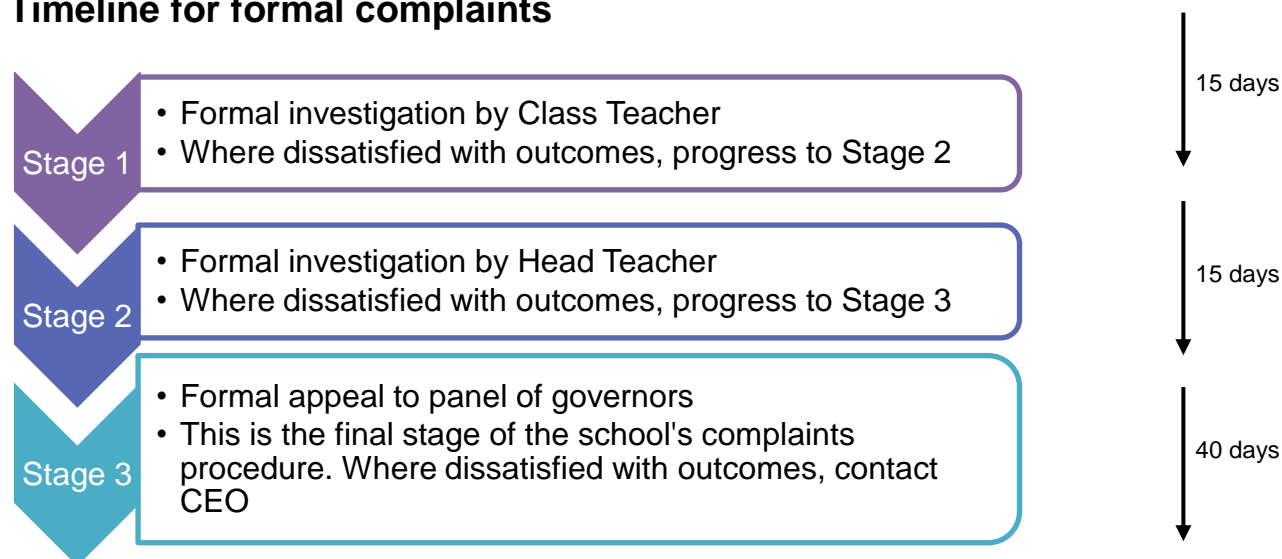 Timeline for formal complaints
15 days
Stage 1
• Formal investigation by Class Teacher
• Where dissatisfied with outcomes, progress to Stage 2
15 days
Stage 2
• Formal investigation by Head Teacher
• Where dissatisfied with outcomes, progress to Stage 3
40 days
Stage 3
• Formal appeal to panel of governors
• This is the final stage of the school's complaints
procedure. Where dissatisfied with outcomes, contact
CEO